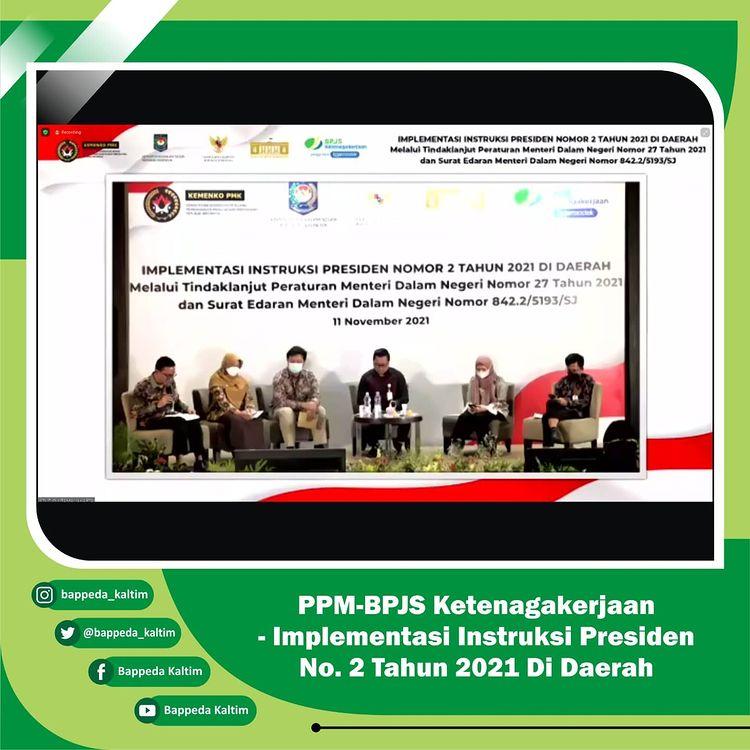 Recording
KEMENKO PMK
BPJS
Ketenagakerjaan
IMPLEMENTASI INSTRUKSI PRESIDEN NOMOR 2 TAHUN 2021 DI DAERAH
Melalui Tindaklanjut Peraturan Menteri Dalam Negeri Nomor 27 Tahun 2021
dan Surat Edaran Menteri Dalam Negeri Nomor 842.2/5193/SJ
KEMENKO PMK
IMPLEMENTASI INSTRUKSI PRESIDEN NOMOR 2 TAHUN 2021 DI DAERAH
Melalui Tindaklanjut Peraturan Menteri Dalam Negeri Nomor 27 Tahun 2021
dan Surat Edaran Menteri Dalam Negeri Nomor 842.2/5193/SJ
11 November 2021
bappeda_kaltim
@bappeda_kaltim
Bappeda Kaltim
Bappeda Kaltim
PPM-BPJS Ketenagakerjaan
- Implementasi Instruksi Presiden
No. 2 Tahun 2021 Di Daerah